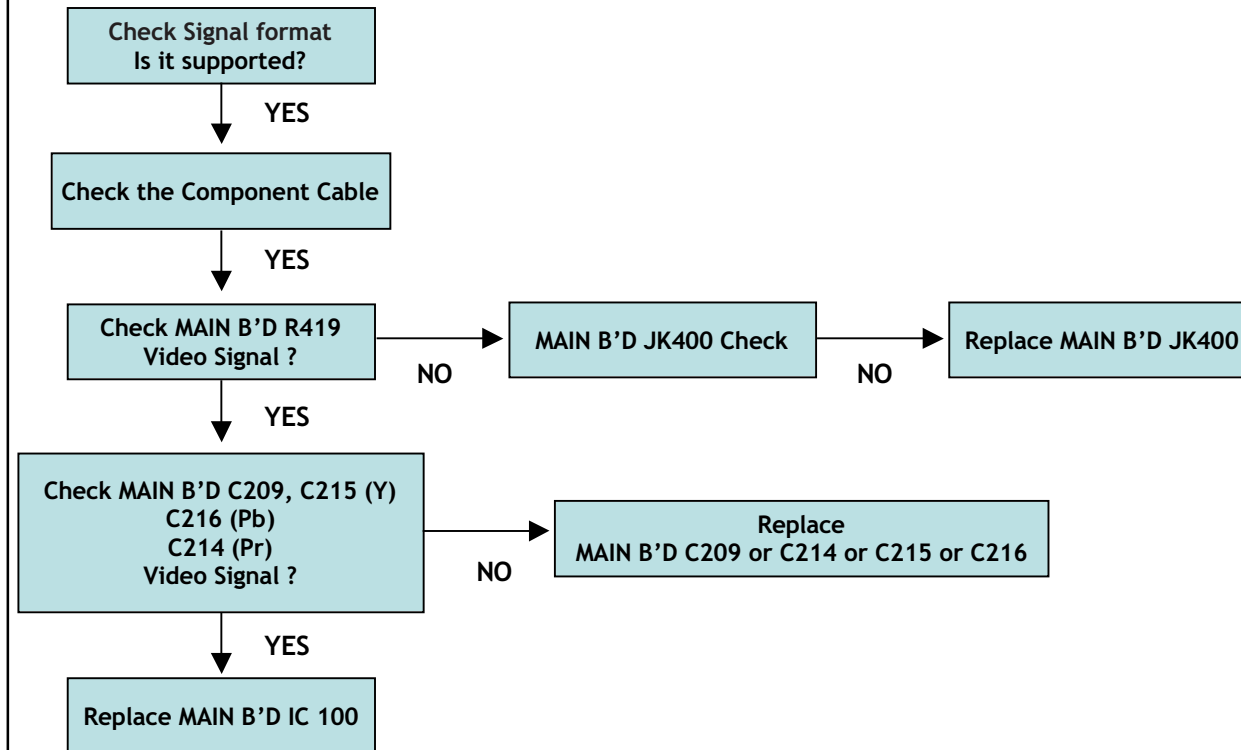 Check Signal format
Is it supported?
YES
Check the Component Cable
YES
Check MAIN B’D R419
Video Signal ?
NO
MAIN B’D JK400 Check
NO
Replace MAIN B’D JK400
YES
Check MAIN B’D C209, C215 (Y)
C216 (Pb)
C214 (Pr)
Video Signal ?
NO
Replace
MAIN B’D C209 or C214 or C215 or C216
YES
Replace MAIN B’D IC 100